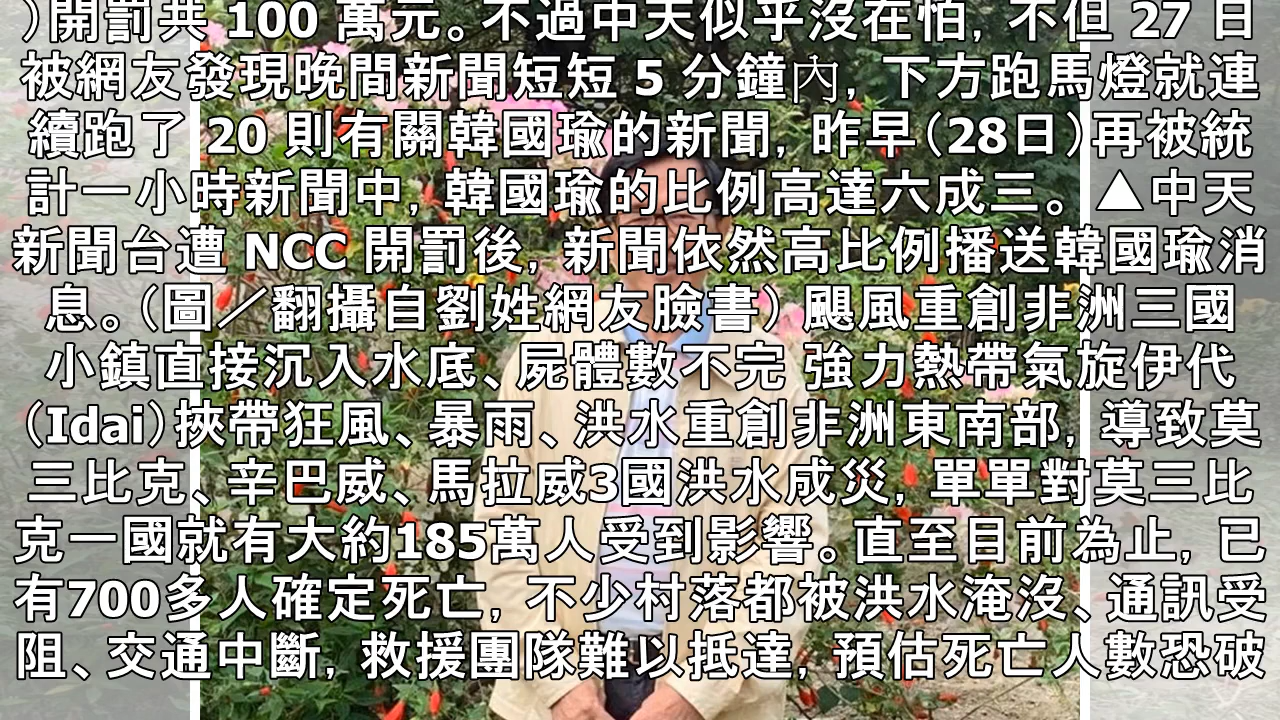 ）開罰共 100 萬元。不過中天似乎沒在怕, 不但 27 日
被網友發現晚間新聞短短 5 分鐘內, 下方跑馬燈就連
續跑了 20 則有關韓國瑜的新聞, 昨早（28日）再被統
計一小時新聞中, 韓國瑜的比例高達六成三。 ▲中天
新聞台遭 NCC 開罰後, 新聞依然高比例播送韓國瑜消
息。（圖／翻攝自劉姓網友臉書） 颶風重創非洲三國
小鎮直接沉入水底、屍體數不完 強力熱帶氣旋伊代
（Idai）挾帶狂風、暴雨、洪水重創非洲東南部, 導致莫
三比克、辛巴威、馬拉威3國洪水成災, 單單對莫三比
克一國就有大約185萬人受到影響。直至目前為止, 已
有700多人確定死亡, 不少村落都被洪水淹沒、通訊受
阻、交通中斷, 救援團隊難以抵達, 預估死亡人數恐破